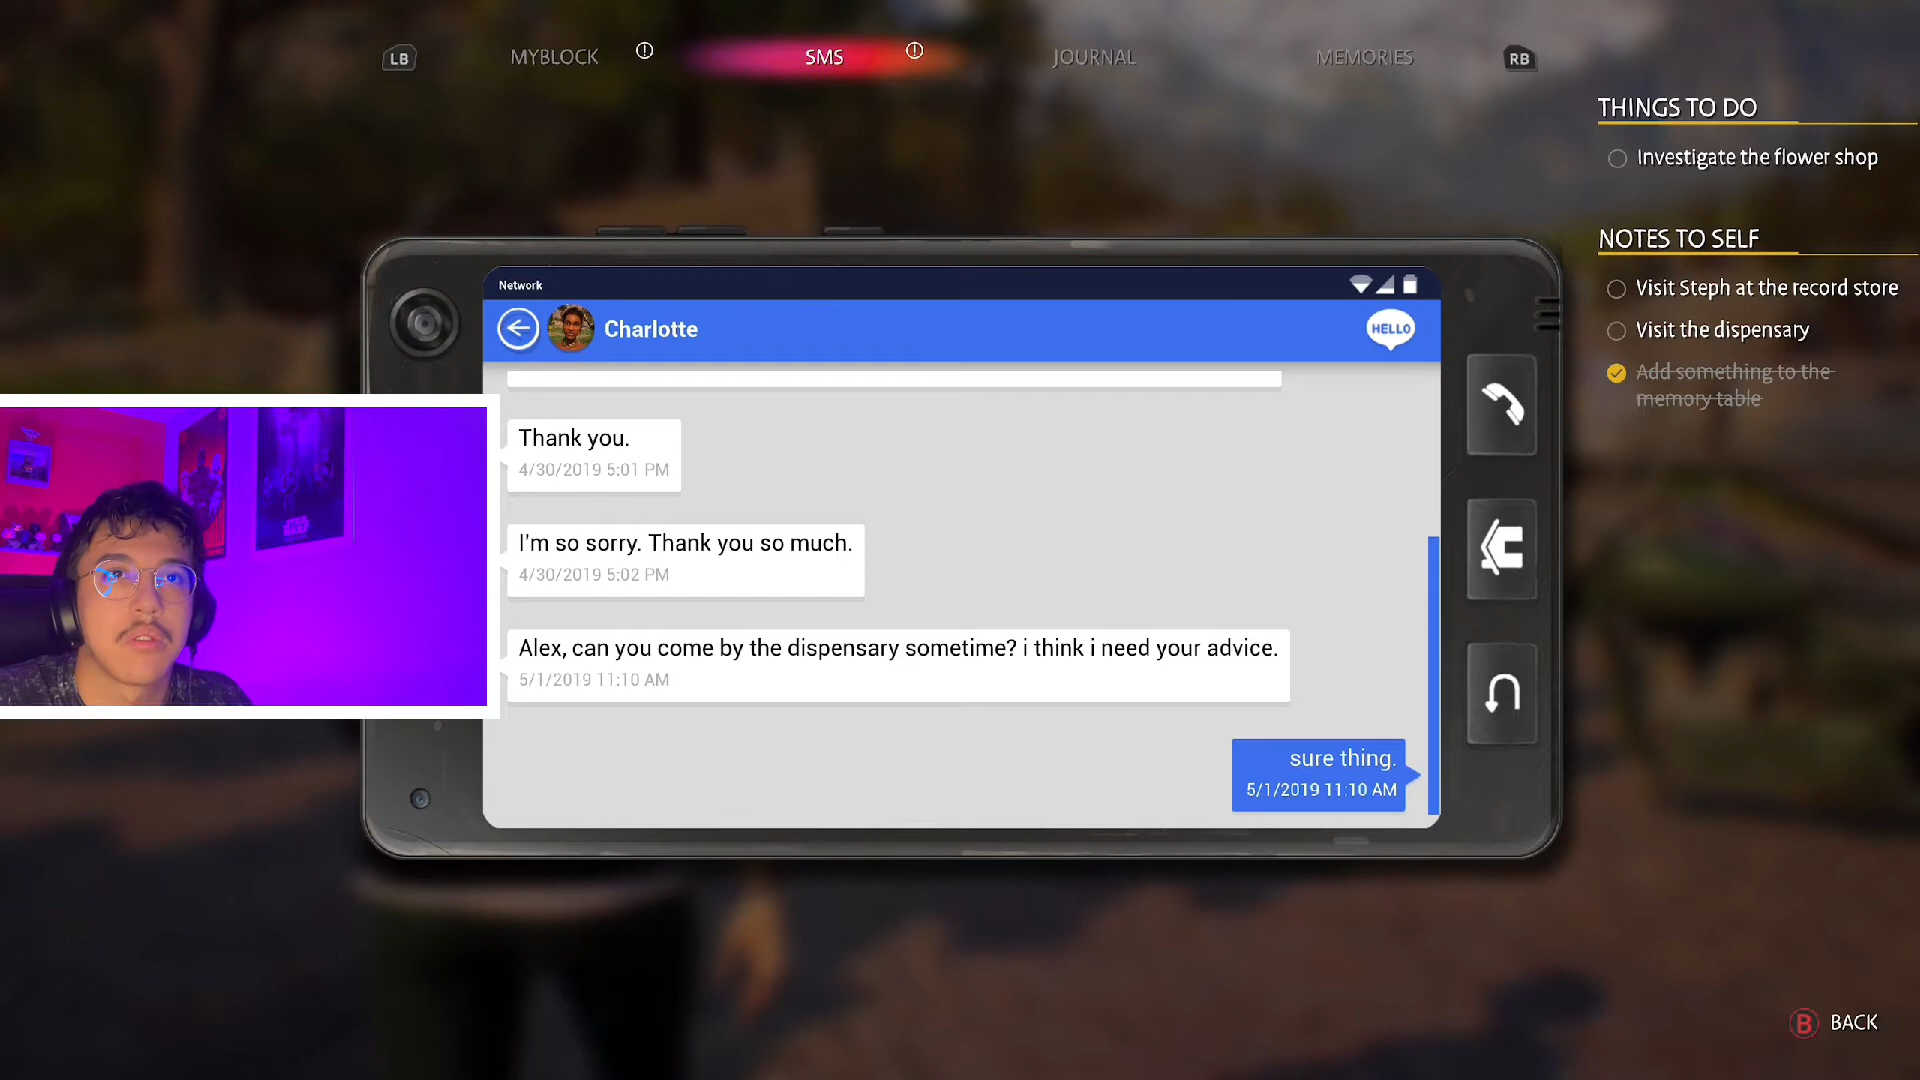 LB
MYBLOCK
SMS
JOURNAL
MEMORIES
RB
THINGS TO DO
Investigate the flower shop
NOTES TO SELF
Visit Steph at the record store
Visit the dispensary
Add something to the
memory table
Network
Charlotte
HELLO
Thank you.
4/30/2019 5:01 PM
I'm so sorry. Thank you so much.
4/30/2019 5:02 PM
Alex, can you come by the dispensary sometime? i think i need your advice.
5/1/2019 11:10 AM
sure thing.
5/1/2019 11:10 AM
STAR
WARS
B BACK